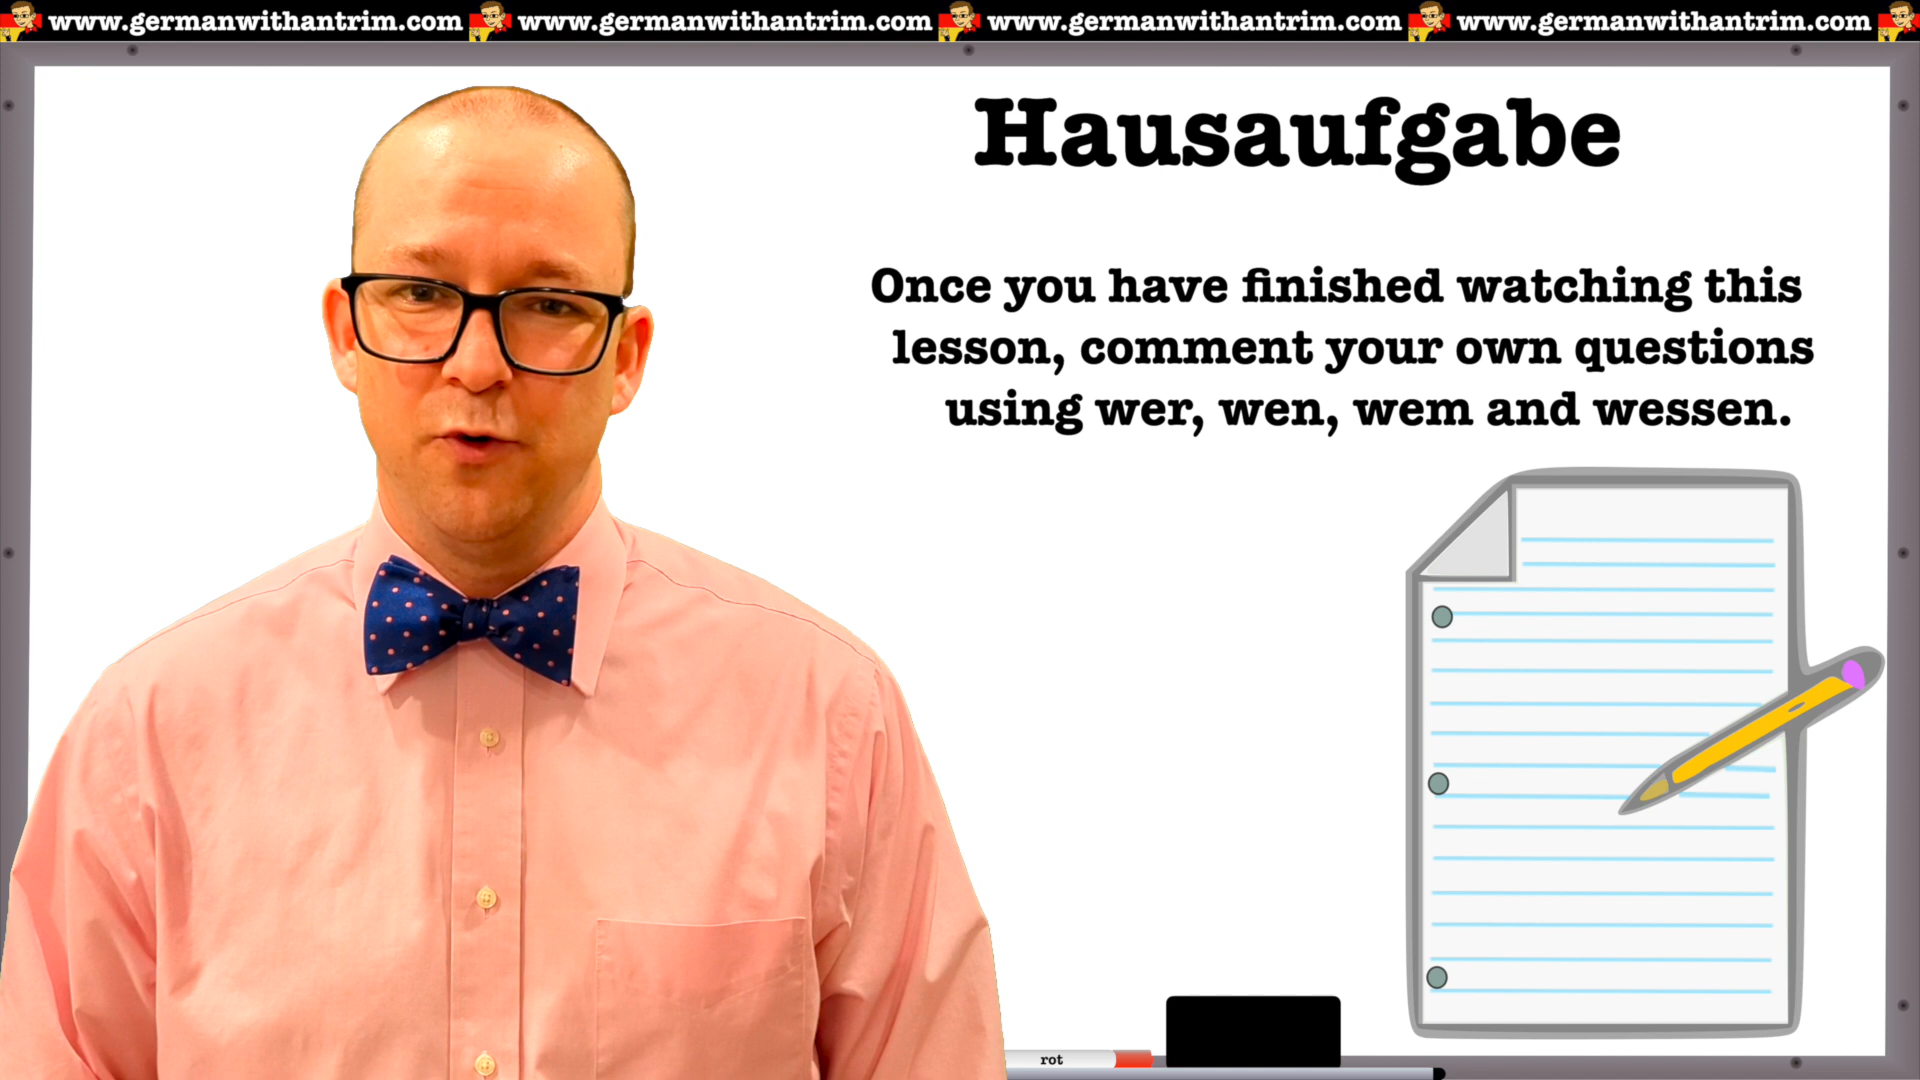 www.germanwithantrim.com www.germanwithantrim.com www.germanwithantrim.com www.germanwithantrim.com
Hausaufgabe
Once you have finished watching this
lesson, comment your own questions
using wer, wen, wem and wessen.
rot